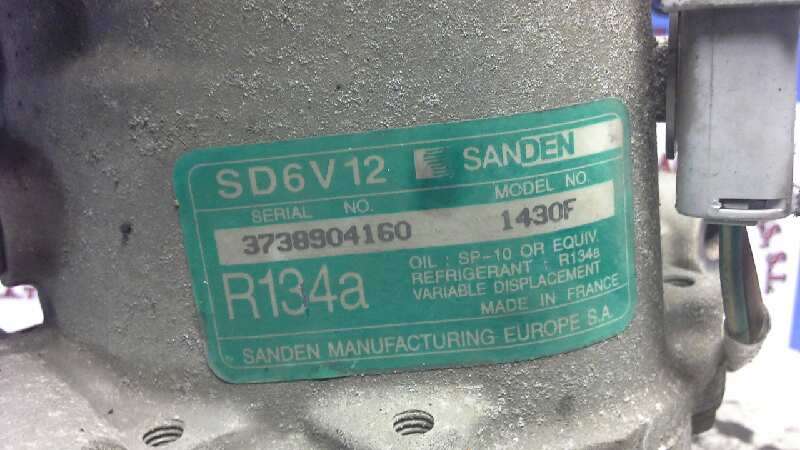 SD6V12 SANDEN
SERIAL NO. MODEL NO.
3738904160 1430F
R134a
OIL : SP-10 OR EQUIV.
REFRIGERANT : R134a
VARIABLE DISPLACEMENT
MADE IN FRANCE
SANDEN MANUFACTURING EUROPE S.A.